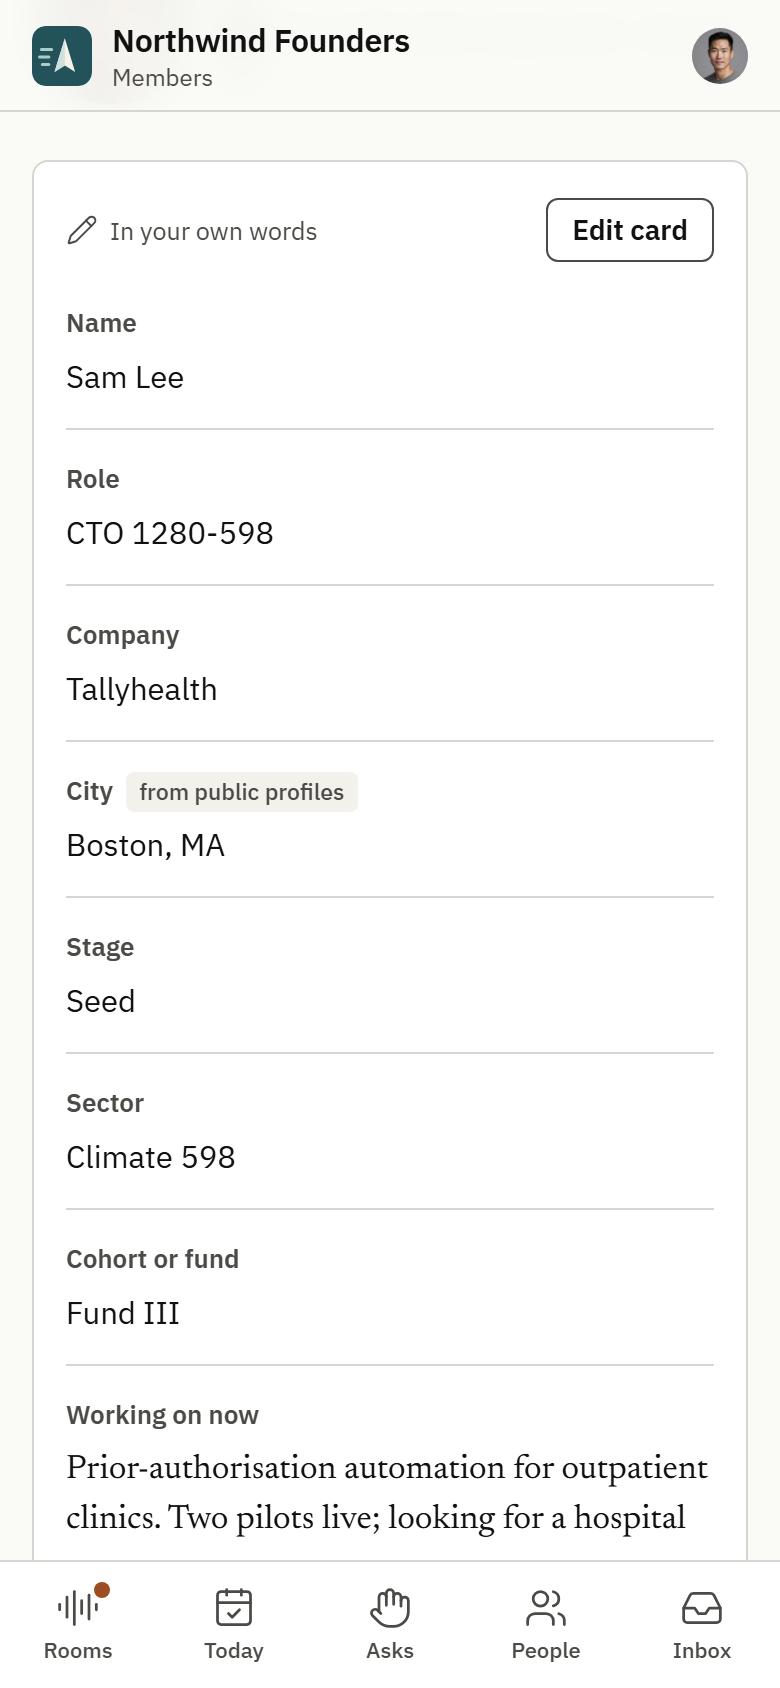 Northwind Founders
Members
In your own words
Edit card
Name
Sam Lee
Role
CTO 1280-598
Company
Tallyhealth
City
from public profiles
Boston, MA
Stage
Seed
Sector
Climate 598
Cohort or fund
Fund III
Working on now
Prior-authorisation automation for outpatient
clinics. Two pilots live; looking for a hospital
Rooms
Today
Asks
People
Inbox